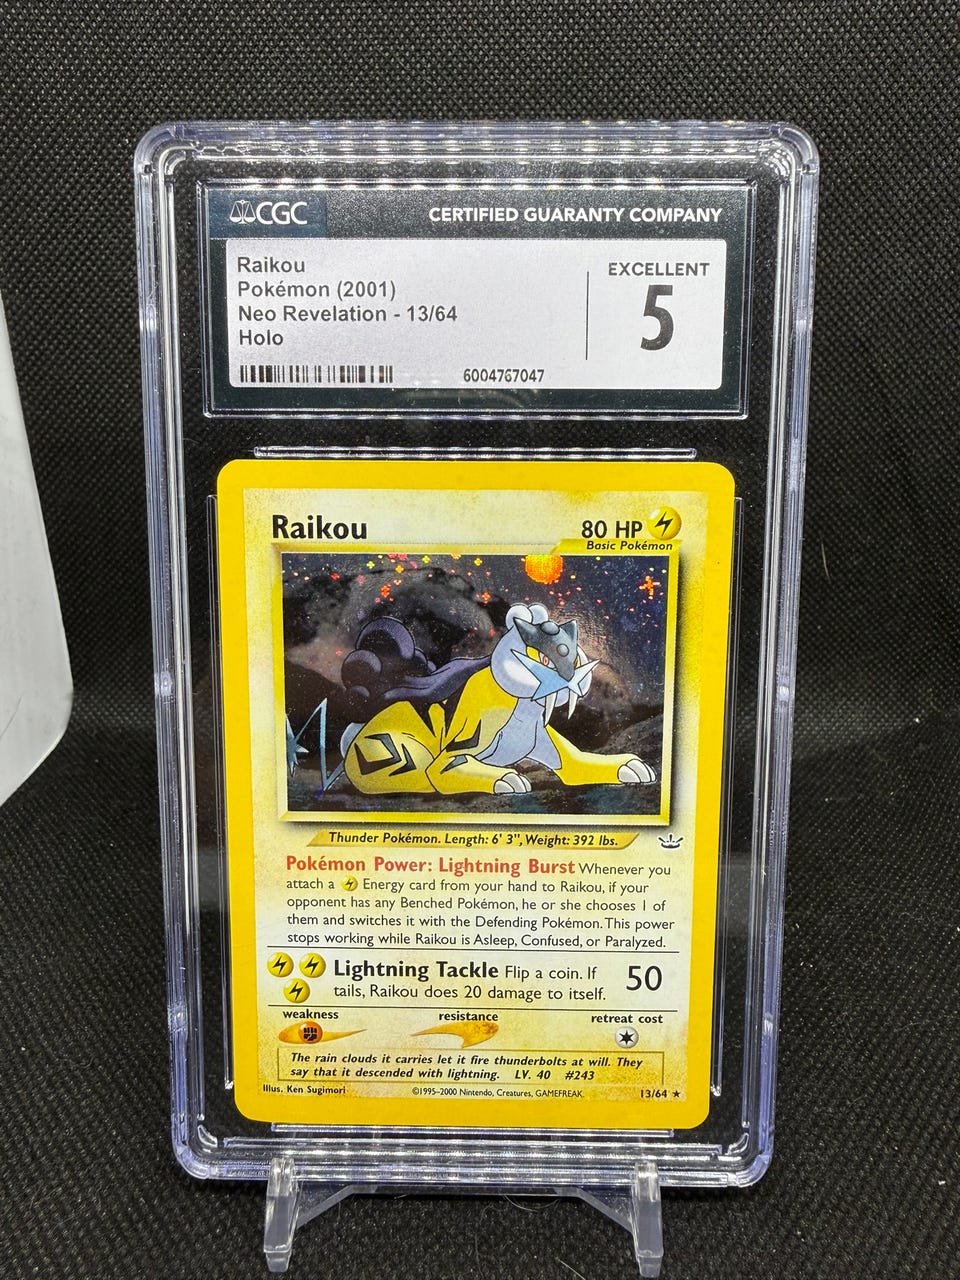 CGC
CERTIFIED GUARANTY COMPANY
Raikou
Pokémon (2001)
Neo Revelation - 13/64
Holo
EXCELLENT
5
6004767047
Raikou
80 HP
Basic Pokémon
Thunder Pokémon. Length: 6' 3", Weight: 392 lbs.
Pokémon Power: Lightning Burst Whenever you
attach a Energy card from your hand to Raikou, if your
opponent has any Benched Pokémon, he or she chooses 1 of
them and switches it with the Defending Pokémon. This power
stops working while Raikou is Asleep, Confused, or Paralyzed.
Lightning Tackle Flip a coin. If
tails, Raikou does 20 damage to itself.
50
weakness
resistance
retreat cost
The rain clouds it carries let it fire thunderbolts at will. They
say that it descended with lightning. LV. 40 #243
Illus. Ken Sugimori
©1995-2000 Nintendo, Creatures, GAMEFREAK.
13/64 ★